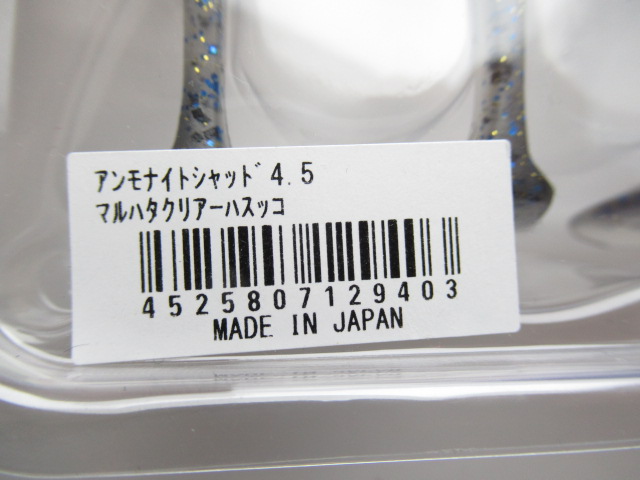 ｱﾝﾓﾅｲﾄｼｬｯﾄﾞ4.5
ﾏﾙﾊﾀｸﾘｱｰﾊｽｯｺ
4525807129403
MADE IN JAPAN